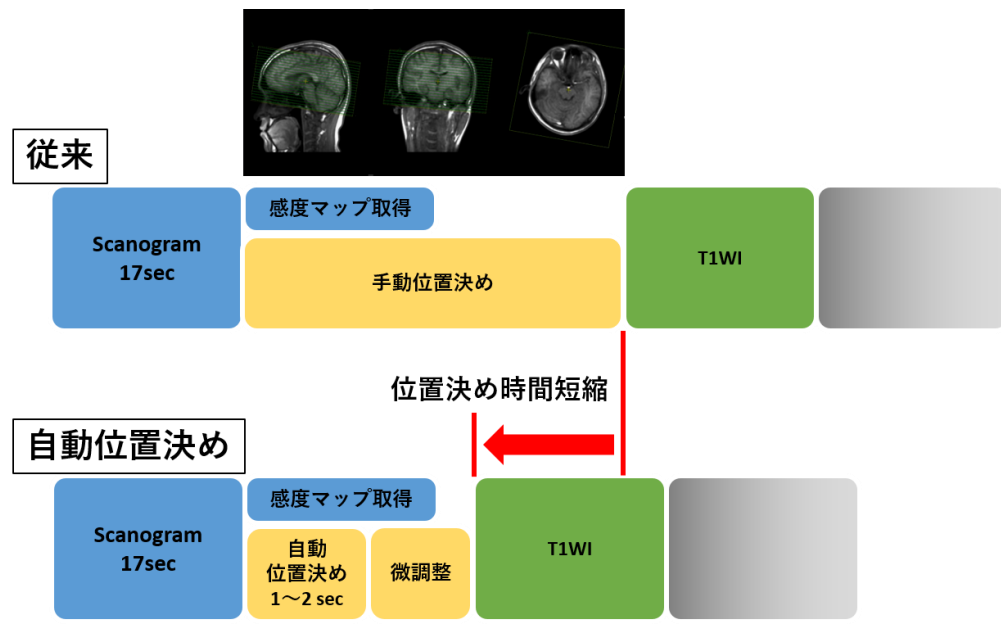 従来
Scanogram
17sec
感度マップ取得
手動位置決め
T1WI
位置決め時間短縮
自動位置決め
Scanogram
17sec
感度マップ取得
自動
位置決め
1～2 sec
微調整
T1WI